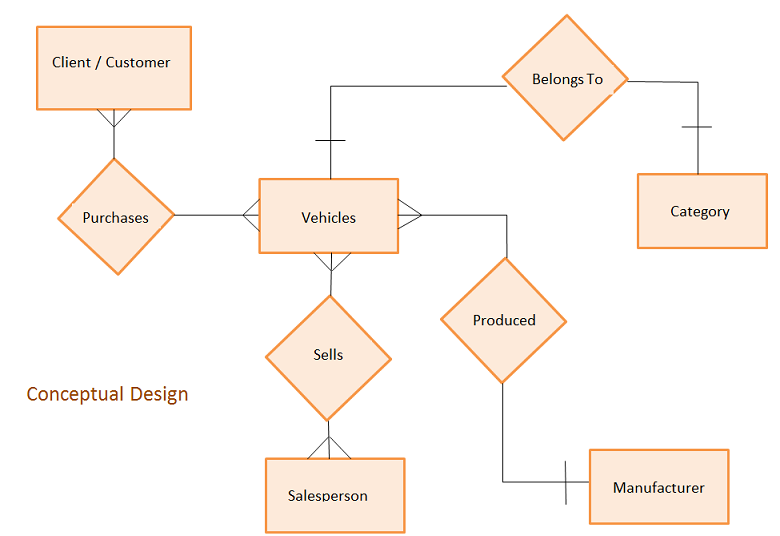 Client / Customer
Belongs To
Purchases
Vehicles
Category
Produced
Sells
Conceptual Design
Salesperson
Manufacturer